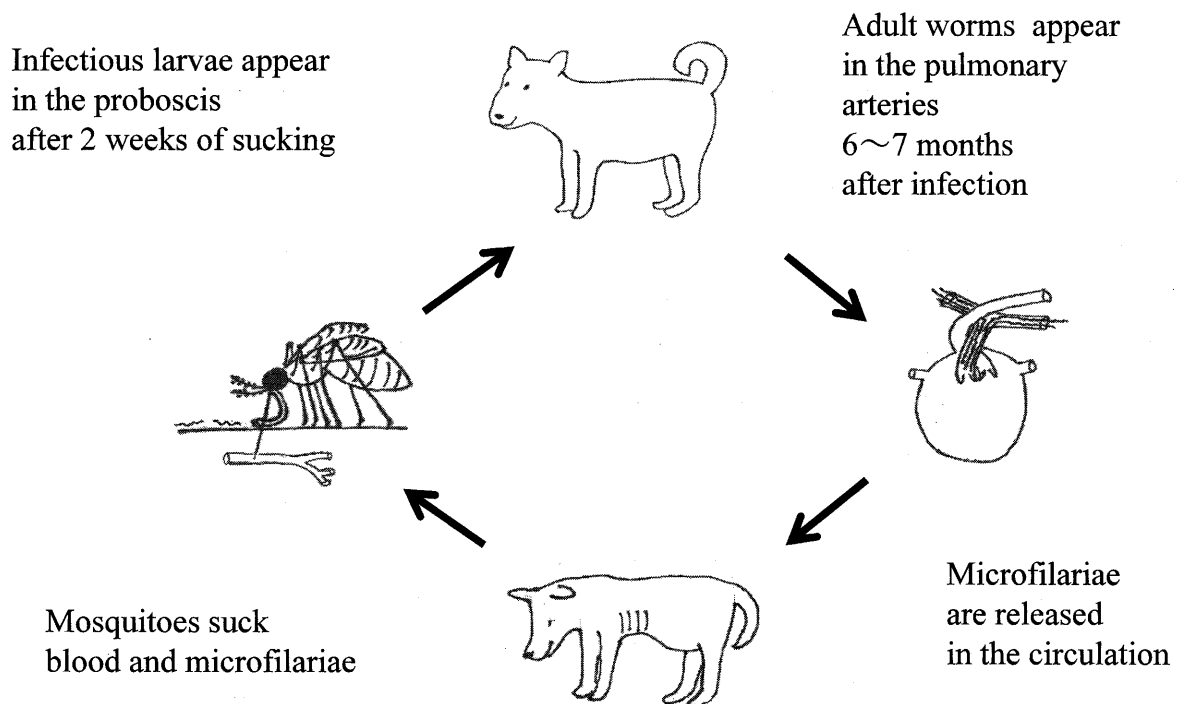 Infectious larvae appear
in the proboscis
after 2 weeks of sucking
Adult worms appear
in the pulmonary
arteries
6～7 months
after infection
Microfilariae
are released
in the circulation
Mosquitoes suck
blood and microfilariae